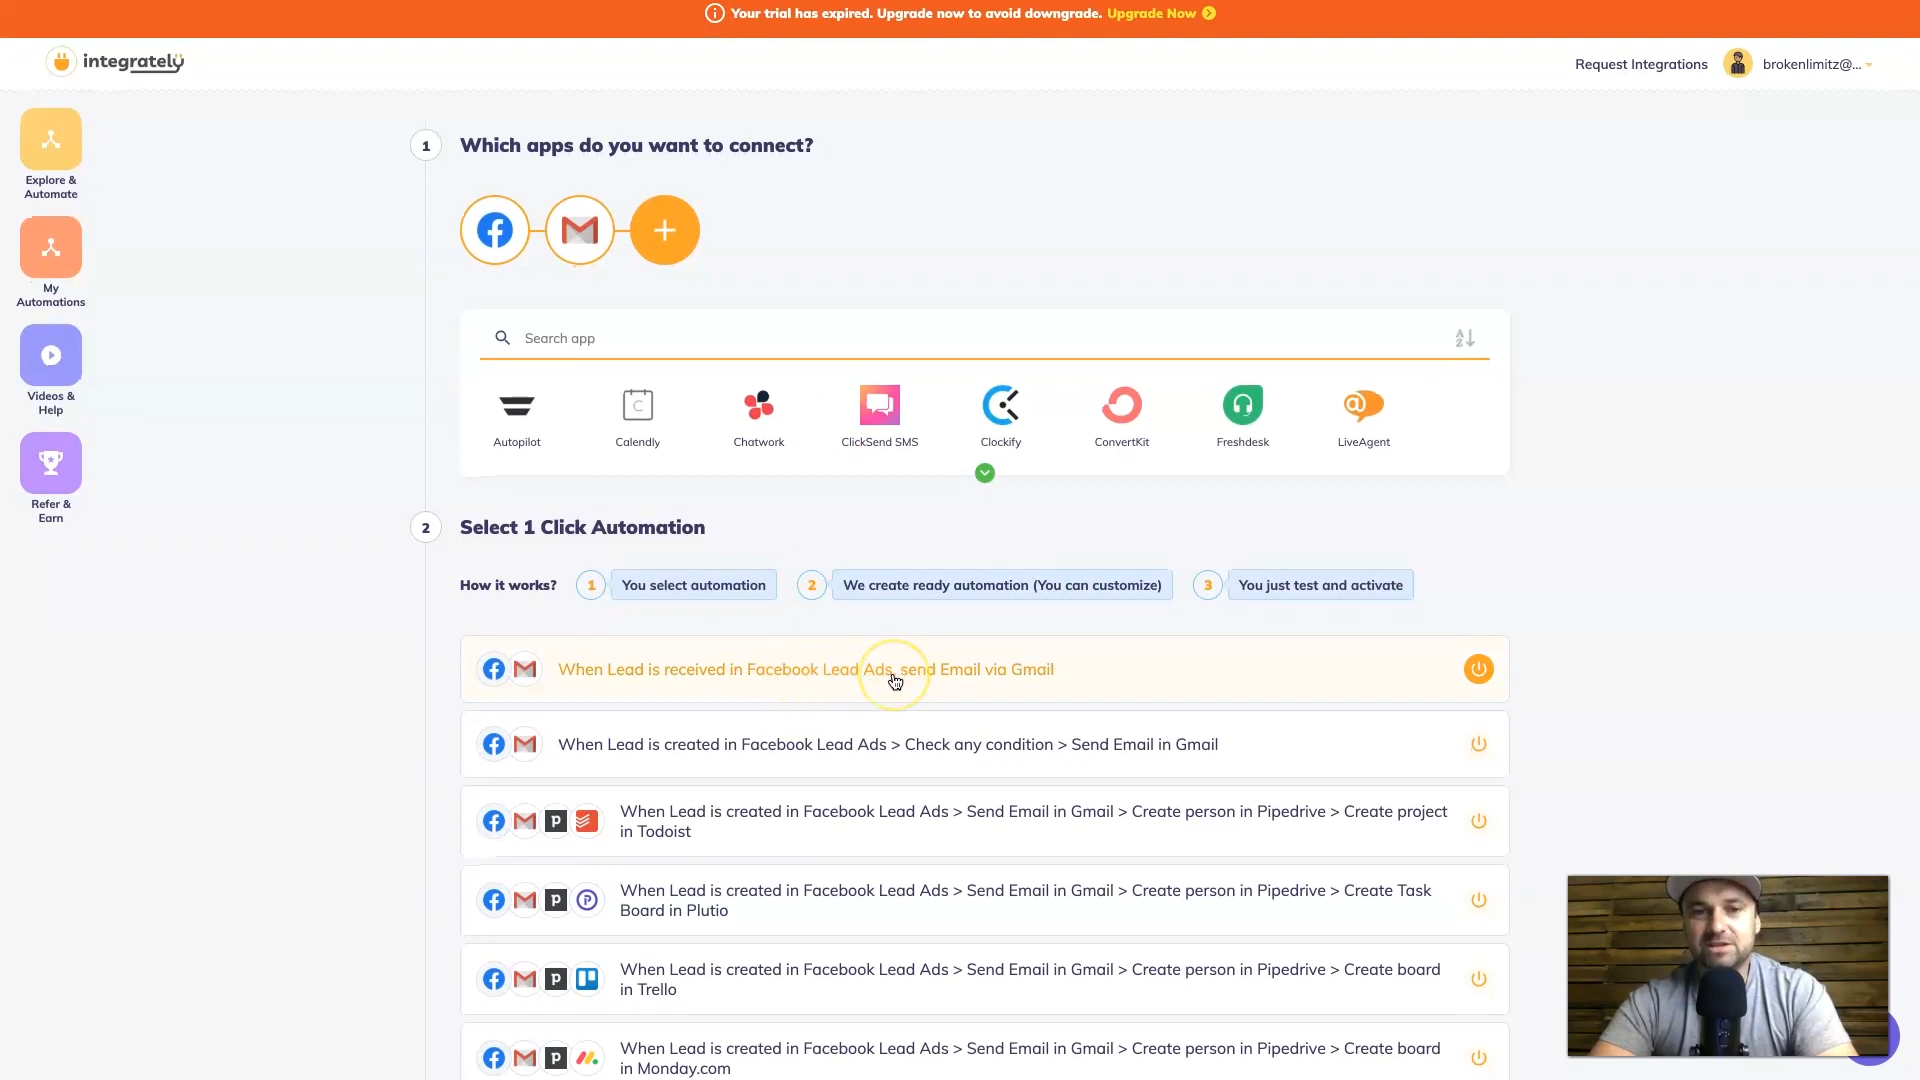 Your trial has expired. Upgrade now to avoid downgrade. Upgrade Now
integrately
Request Integrations
brokenlimitz@...
Explore &
Automate
My
Automations
Videos &
Help
Refer &
Earn
1
Which apps do you want to connect?
Search app
A
Z
Autopilot
Calendly
Chatwork
ClickSend SMS
Clockify
ConvertKit
Freshdesk
LiveAgent
2
Select 1 Click Automation
How it works?
1
You select automation
2
We create ready automation (You can customize)
3
You just test and activate
When Lead is received in Facebook Lead Ads, send Email via Gmail
When Lead is created in Facebook Lead Ads > Check any condition > Send Email in Gmail
When Lead is created in Facebook Lead Ads > Send Email in Gmail > Create person in Pipedrive > Create project
in Todoist
When Lead is created in Facebook Lead Ads > Send Email in Gmail > Create person in Pipedrive > Create Task
Board in Plutio
When Lead is created in Facebook Lead Ads > Send Email in Gmail > Create person in Pipedrive > Create board
in Trello
When Lead is created in Facebook Lead Ads > Send Email in Gmail > Create person in Pipedrive > Create board
in Monday.com